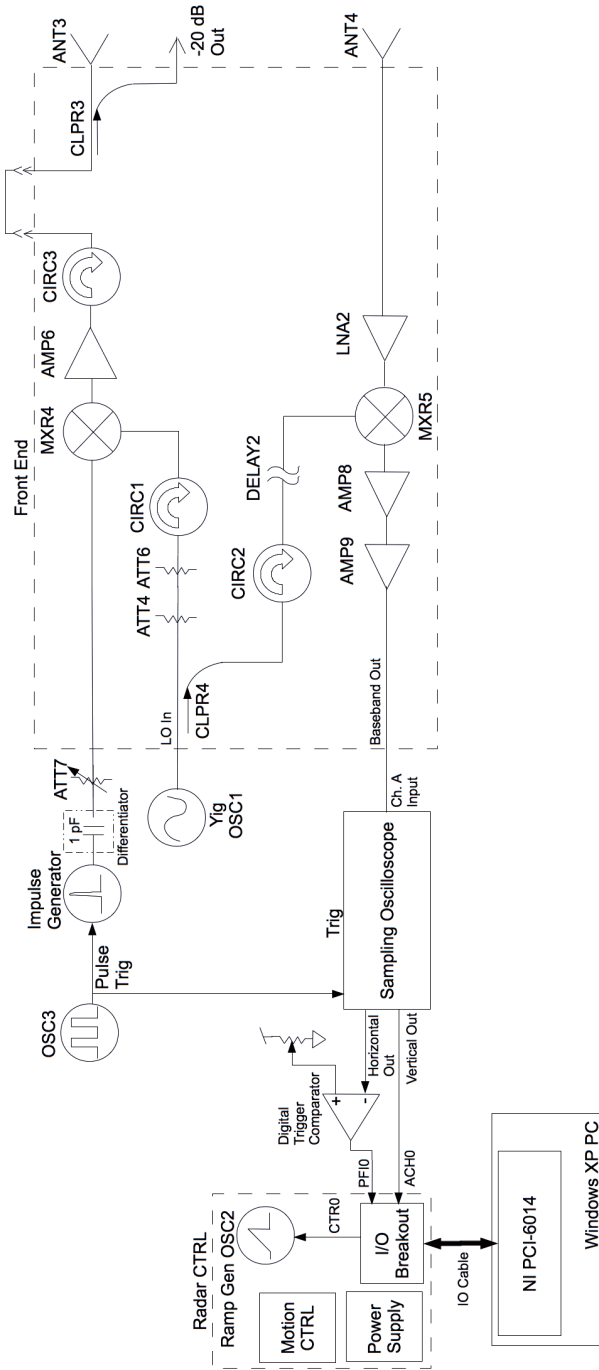 Front End
ANT3
-20 dB
Out
CLPR3
CIRC3
AMP6
MXR4
ATT7
1 pF
Differentiator
Impulse
Generator
Pulse
Trig
OSC3
LO In
Yig
OSC1
ATT4
ATT6
CIRC1
CLPR4
CIRC2
DELAY2
ANT4
LNA2
MXR5
AMP8
AMP9
Baseband Out
Ch. A
Input
Trig
Sampling Oscilloscope
Horizontal
Out
Vertical Out
Digital
Trigger
Comparator
+
-
PFI0
ACH0
Radar CTRL
Ramp Gen OSC2
CTR0
I/O
Breakout
Motion
CTRL
Power
Supply
IO Cable
NI PCI-6014
Windows XP PC